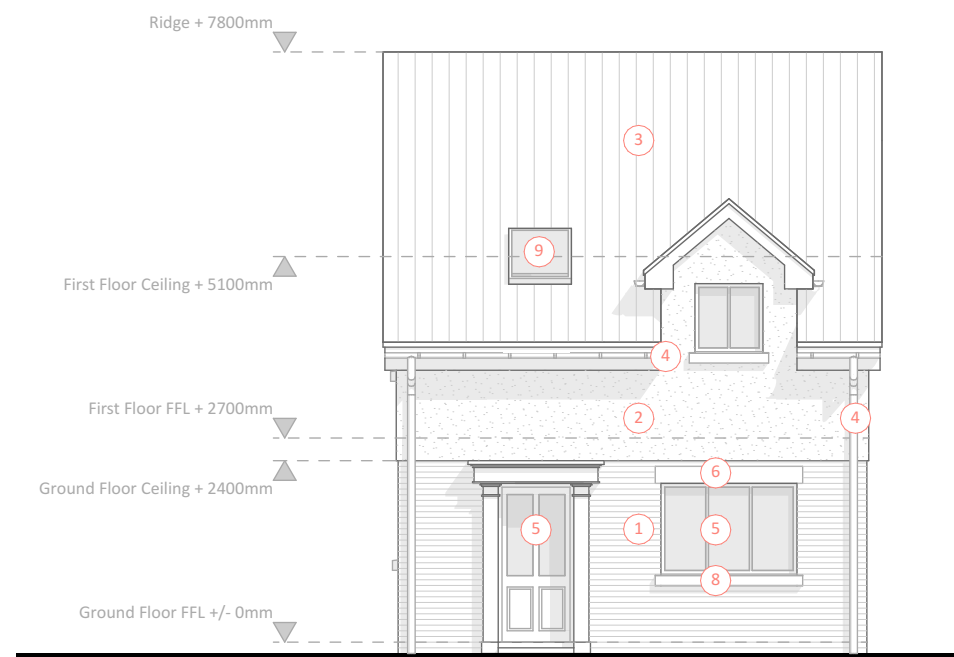 Ridge + 7800mm
3
9
First Floor Ceiling + 5100mm
4
First Floor FFL + 2700mm
2
4
Ground Floor Ceiling + 2400mm
6
5
1
5
8
Ground Floor FFL +/- 0mm